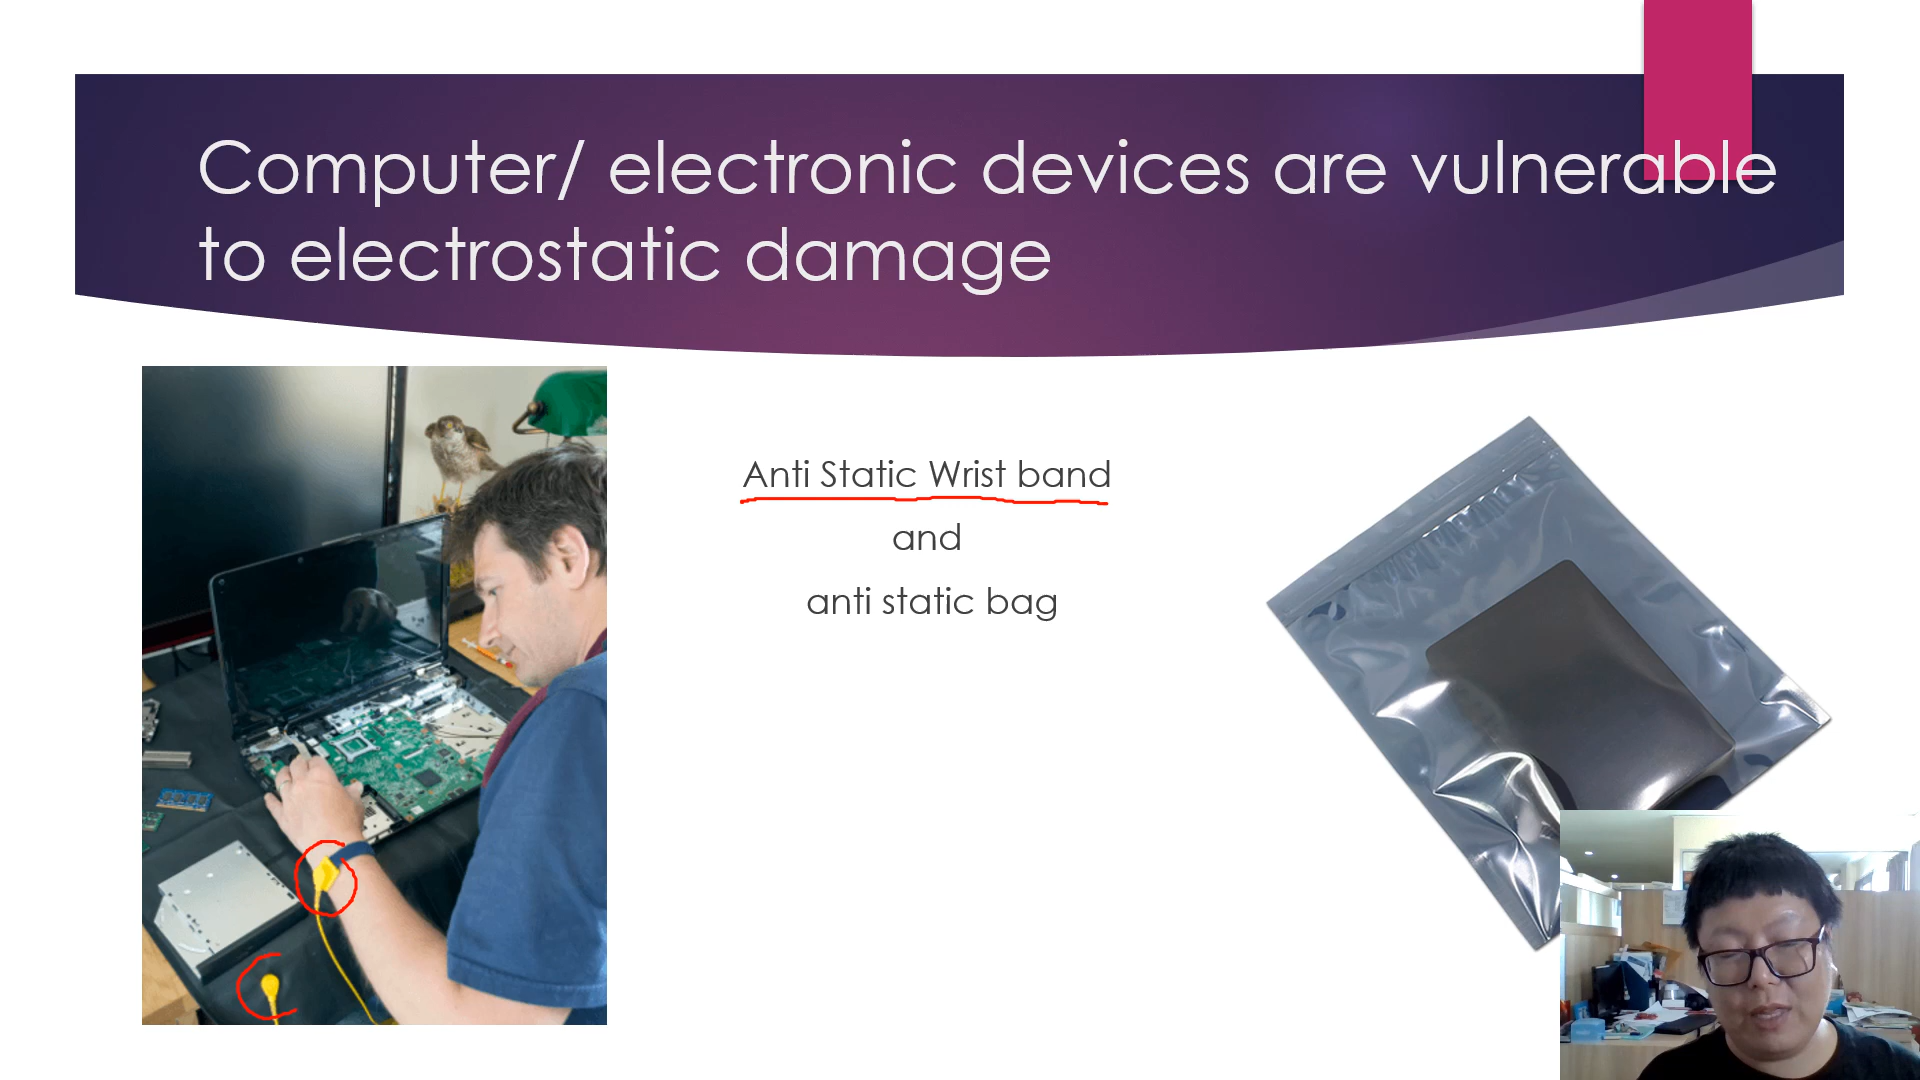 Computer/ electronic devices are vulnerable
to electrostatic damage
Anti Static Wrist band
and
anti static bag